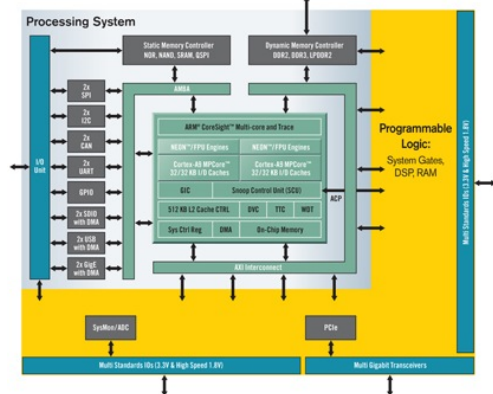 Processing System
Static Memory Controller
NOR, NAND, SRAM, QSPI
Dynamic Memory Controller
DDR2, DDR3, LPDDR2
AMBA
2x
SPI
2x
I2C
2x
CAN
2x
UART
GPIO
2x SDIO
with DMA
2x USB
with DMA
2x GigE
with DMA
I/O
Unit
ARM® CoreSight™ Multi-core and Trace
NEON™/FPU Engines
NEON™/FPU Engines
Cortex-A9 MPCore™
32/32 KB I/D Caches
Cortex-A9 MPCore™
32/32 KB I/D Caches
GIC
Snoop Control Unit (SCU)
ACP
512 KB L2 Cache CTRL
DVC
TTC
WDT
Sys Ctrl Reg
DMA
On-Chip Memory
AXI Interconnect
Programmable
Logic:
System Gates,
DSP, RAM
Multi Standards IOs (3.3V & High Speed 1.8V)
SysMon/ADC
PCIe
Multi Standards IOs (3.3V & High Speed 1.8V)
Multi Gigabit Transceivers